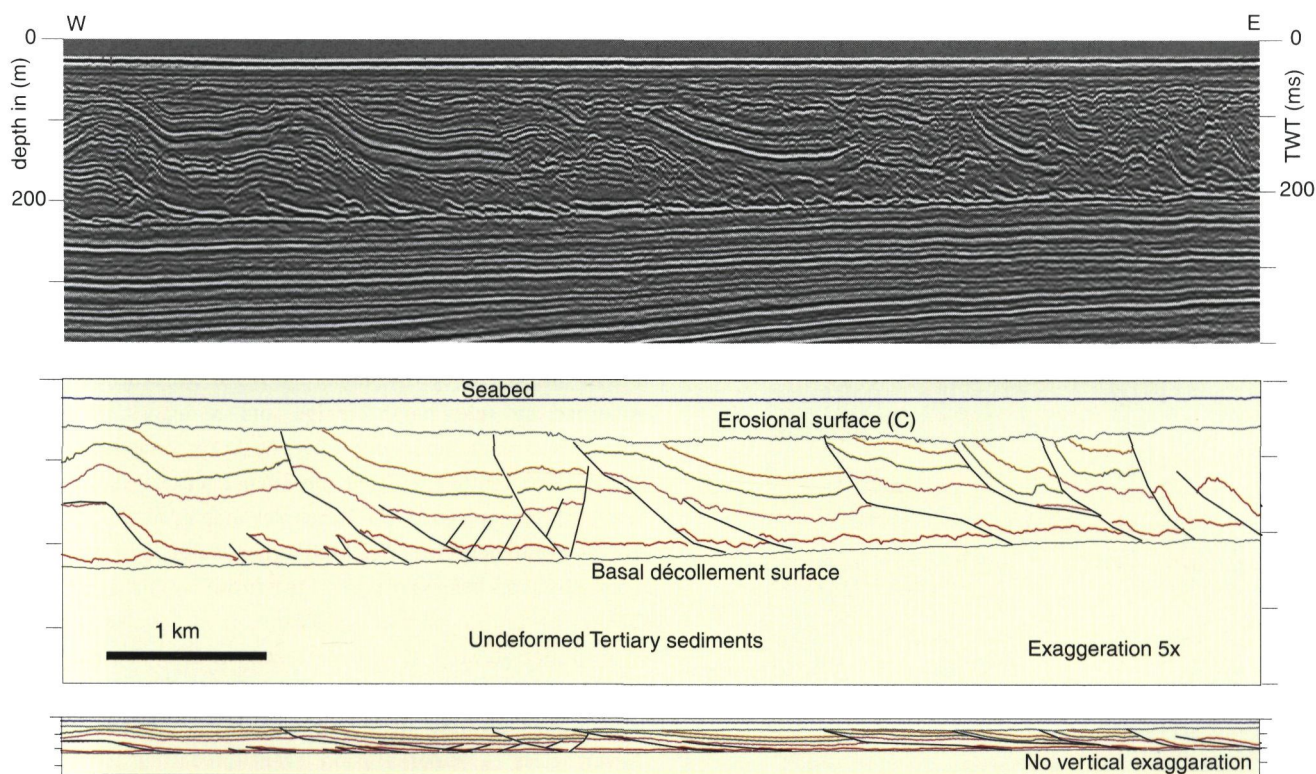 W
E
0
0
depth in (m)
TWT (ms)
200
200
Seabed
Erosional surface (C)
Basal décollement surface
1 km
Undeformed Tertiary sediments
Exaggeration 5x
No vertical exaggaration